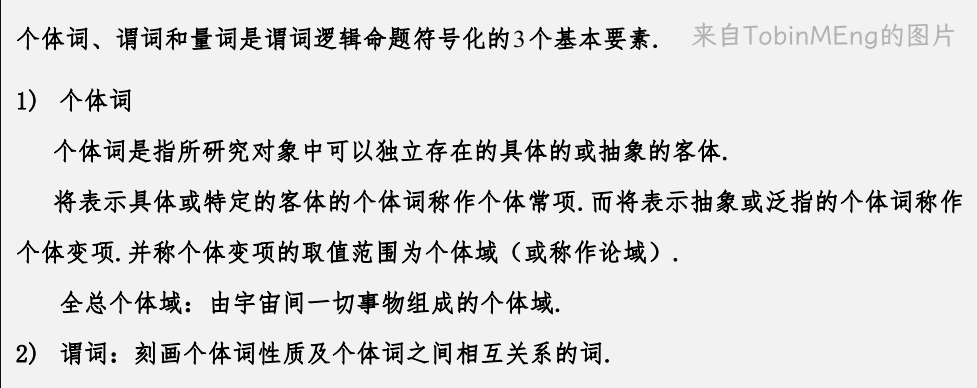 个体词、谓词和量词是谓词逻辑命题符号化的3个基本要素. 来自TobinMEng的图片
1) 个体词
个体词是指所研究对象中可以独立存在的具体的或抽象的客体.
将表示具体或特定的客体的个体词称作个体常项.而将表示抽象或泛指的个体词称作
个体变项.并称个体变项的取值范围为个体域（或称作论域）.
全总个体域：由宇宙间一切事物组成的个体域.
2) 谓词：刻画个体词性质及个体词之间相互关系的词.